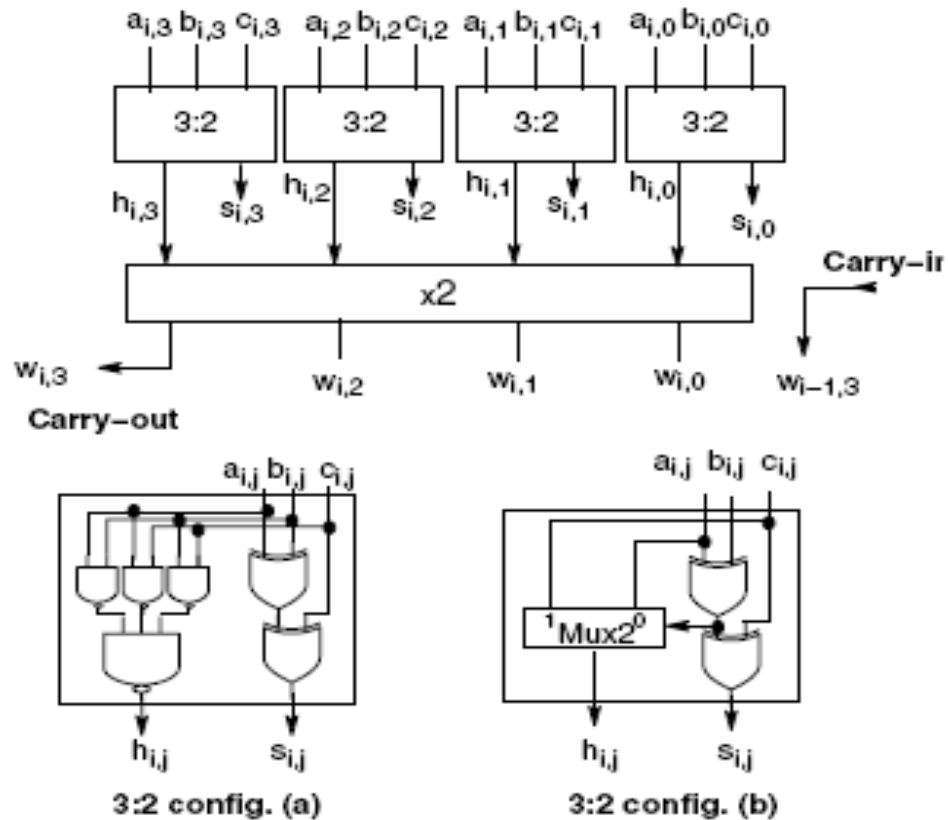 a_{i,3} b_{i,3} c_{i,3} a_{i,2} b_{i,2} c_{i,2} a_{i,1} b_{i,1} c_{i,1} a_{i,0} b_{i,0} c_{i,0}
3:2 3:2 3:2 3:2
h_{i,3} s_{i,3} h_{i,2} s_{i,2} h_{i,1} s_{i,1} h_{i,0} s_{i,0}
Carry-in
x2
w_{i,3} w_{i,2} w_{i,1} w_{i,0} w_{i-1,3}
Carry-out
a_{i,j} b_{i,j} c_{i,j} a_{i,j} b_{i,j} c_{i,j}
1 Mux2 0
h_{i,j} s_{i,j} h_{i,j} s_{i,j}
3:2 config. (a) 3:2 config. (b)